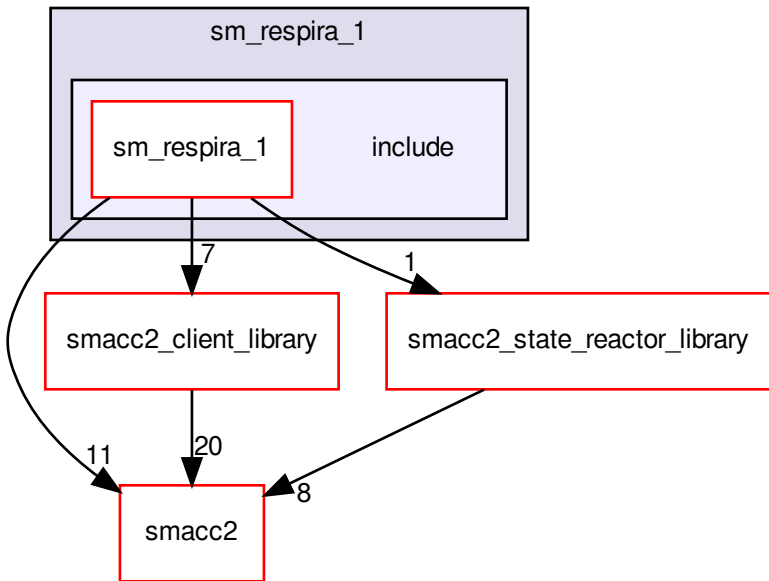 sm_respira_1
sm_respira_1
include
7
1
smacc2_client_library
smacc2_state_reactor_library
11
20
8
smacc2